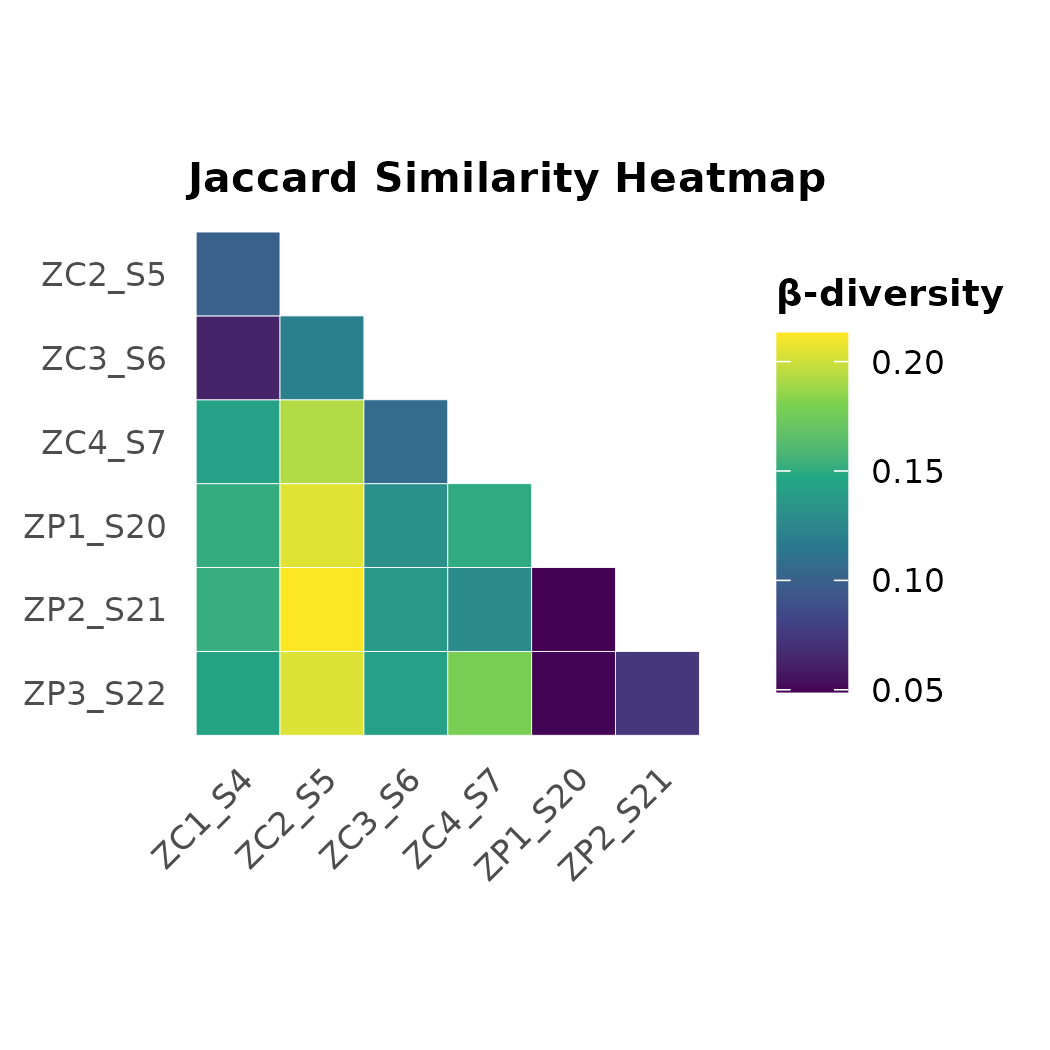 Jaccard Similarity Heatmap
ZC2_S5
ZC3_S6
ZC4_S7
ZP1_S20
ZP2_S21
ZP3_S22
ZC1_S4
ZC2_S5
ZC3_S6
ZC4_S7
ZP1_S20
ZP2_S21
β-diversity
0.20
0.15
0.10
0.05